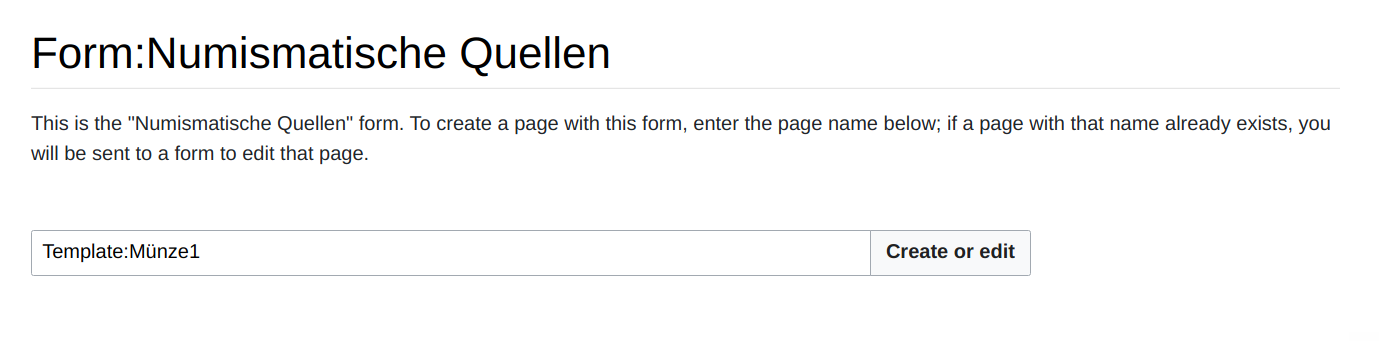 Form:Numismatische Quellen
This is the "Numismatische Quellen" form. To create a page with this form, enter the page name below; if a page with that name already exists, you
will be sent to a form to edit that page.
Template:Münze1
Create or edit